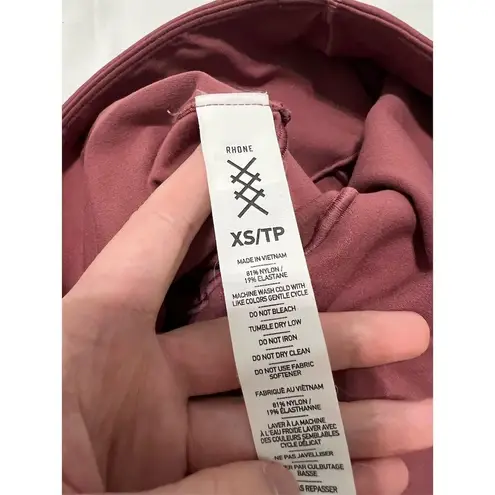 RHONE
XS/TP
MADE IN VIETNAM
81% NYLON /
19% ELASTANE
MACHINE WASH COLD WITH
LIKE COLORS GENTLE CYCLE
DO NOT BLEACH
TUMBLE DRY LOW
DO NOT IRON
DO NOT DRY CLEAN
DO NOT USE FABRIC
SOFTENER
FABRIQUÉ AU VIÊTNAM
81% NYLON /
19% ÉLASTHANNE
LAVER À LA MACHINE
À L'EAU FROIDE LAVER AVEC
DES COULEURS SEMBLABLES
CYCLE DÉLICAT
NE PAS JAVELLISER
PAR CULBUTAGE
BASSE
REPASSER